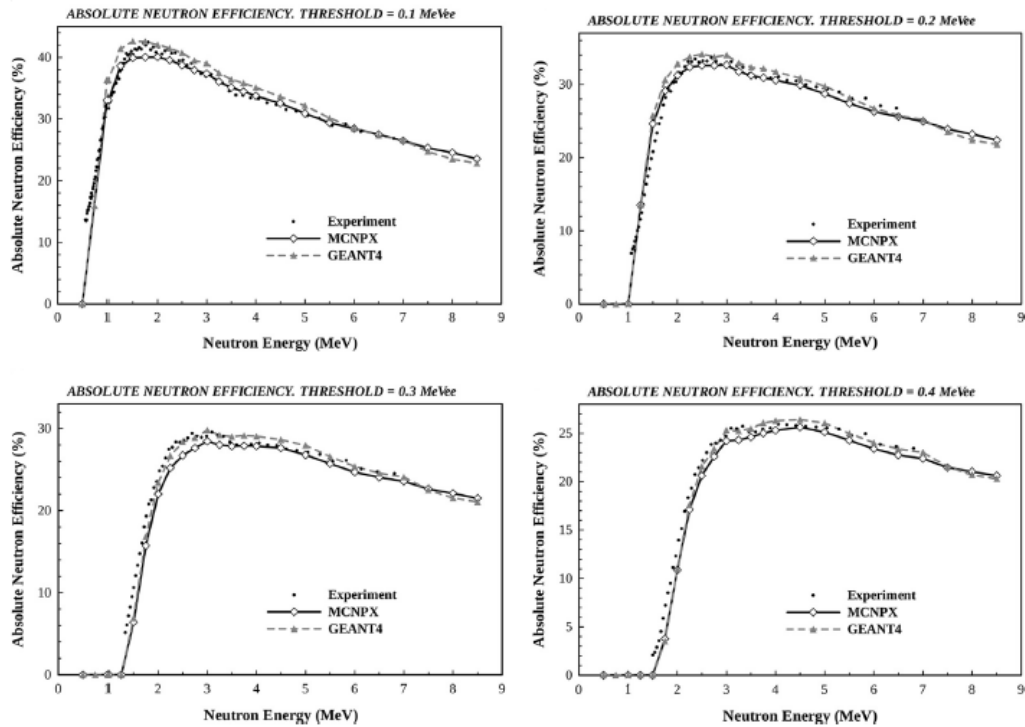 ABSOLUTE NEUTRON EFFICIENCY. THRESHOLD = 0.1 MeVee
Absolute Neutron Efficiency (%)
40
30
20
10
0
Experiment
MCNPX
GEANT4
0 1 2 3 4 5 6 7 8 9
Neutron Energy (MeV)
ABSOLUTE NEUTRON EFFICIENCY. THRESHOLD = 0.2 MeVee
Absolute Neutron Efficiency (%)
30
20
10
0
Experiment
MCNPX
GEANT4
0 1 2 3 4 5 6 7 8 9
Neutron Energy (MeV)
ABSOLUTE NEUTRON EFFICIENCY. THRESHOLD = 0.3 MeVee
Absolute Neutron Efficiency (%)
30
20
10
0
Experiment
MCNPX
GEANT4
0 1 2 3 4 5 6 7 8 9
Neutron Energy (MeV)
ABSOLUTE NEUTRON EFFICIENCY. THRESHOLD = 0.4 MeVee
Absolute Neutron Efficiency (%)
25
20
15
10
5
0
Experiment
MCNPX
GEANT4
0 1 2 3 4 5 6 7 8 9
Neutron Energy (MeV)